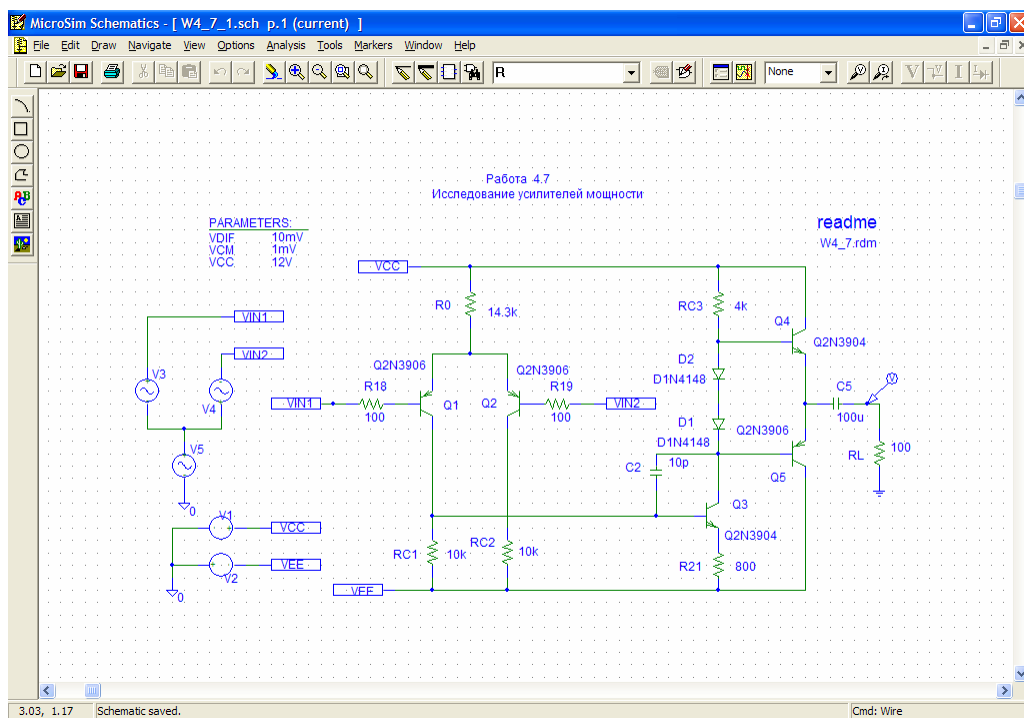 MicroSim Schematics - [ W4_7_1.sch p.1 (current) ]
File Edit Draw Navigate View Options Analysis Tools Markers Window Help
R
None
Работа 4.7
Исследование усилителей мощности
PARAMETERS:
VDIF 10mV
VCM 1mV
VCC 12V
readme
W4_7.rdm
VCC
R0
14.3k
RC3
4k
Q4
Q2N3904
VIN1
VIN2
V3
V4
V5
0
Q2N3906
Q2N3906
R18
R19
VIN1
100
Q1
Q2
100
VIN2
D2
D1N4148
D1
D1N4148
Q2N3906
C5
100u
RL
100
C2
10p
Q5
Q3
Q2N3904
V1
VCC
V2
VEE
0
RC1
10k
RC2
10k
R21
800
VEE
3.03, 1.17
Schematic saved.
Cmd: Wire